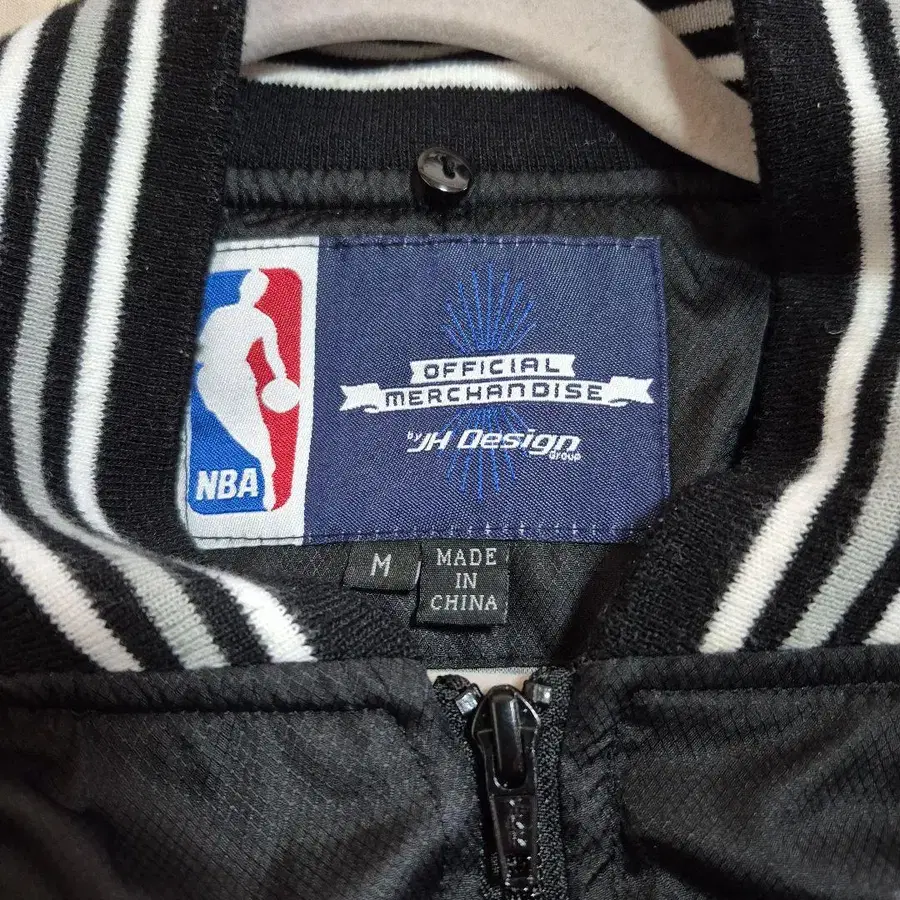 OFFICIAL
MERCHANDISE
by JH Design
Group
NBA
M
MADE
IN
CHINA